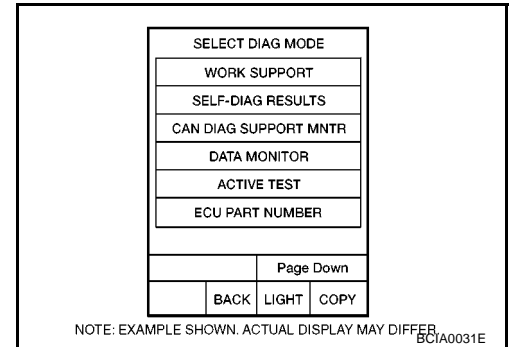 SELECT DIAG MODE
WORK SUPPORT
SELF-DIAG RESULTS
CAN DIAG SUPPORT MNTR
DATA MONITOR
ACTIVE TEST
ECU PART NUMBER
Page Down
BACK LIGHT COPY
NOTE: EXAMPLE SHOWN. ACTUAL DISPLAY MAY DIFFER.
BCIA0031E